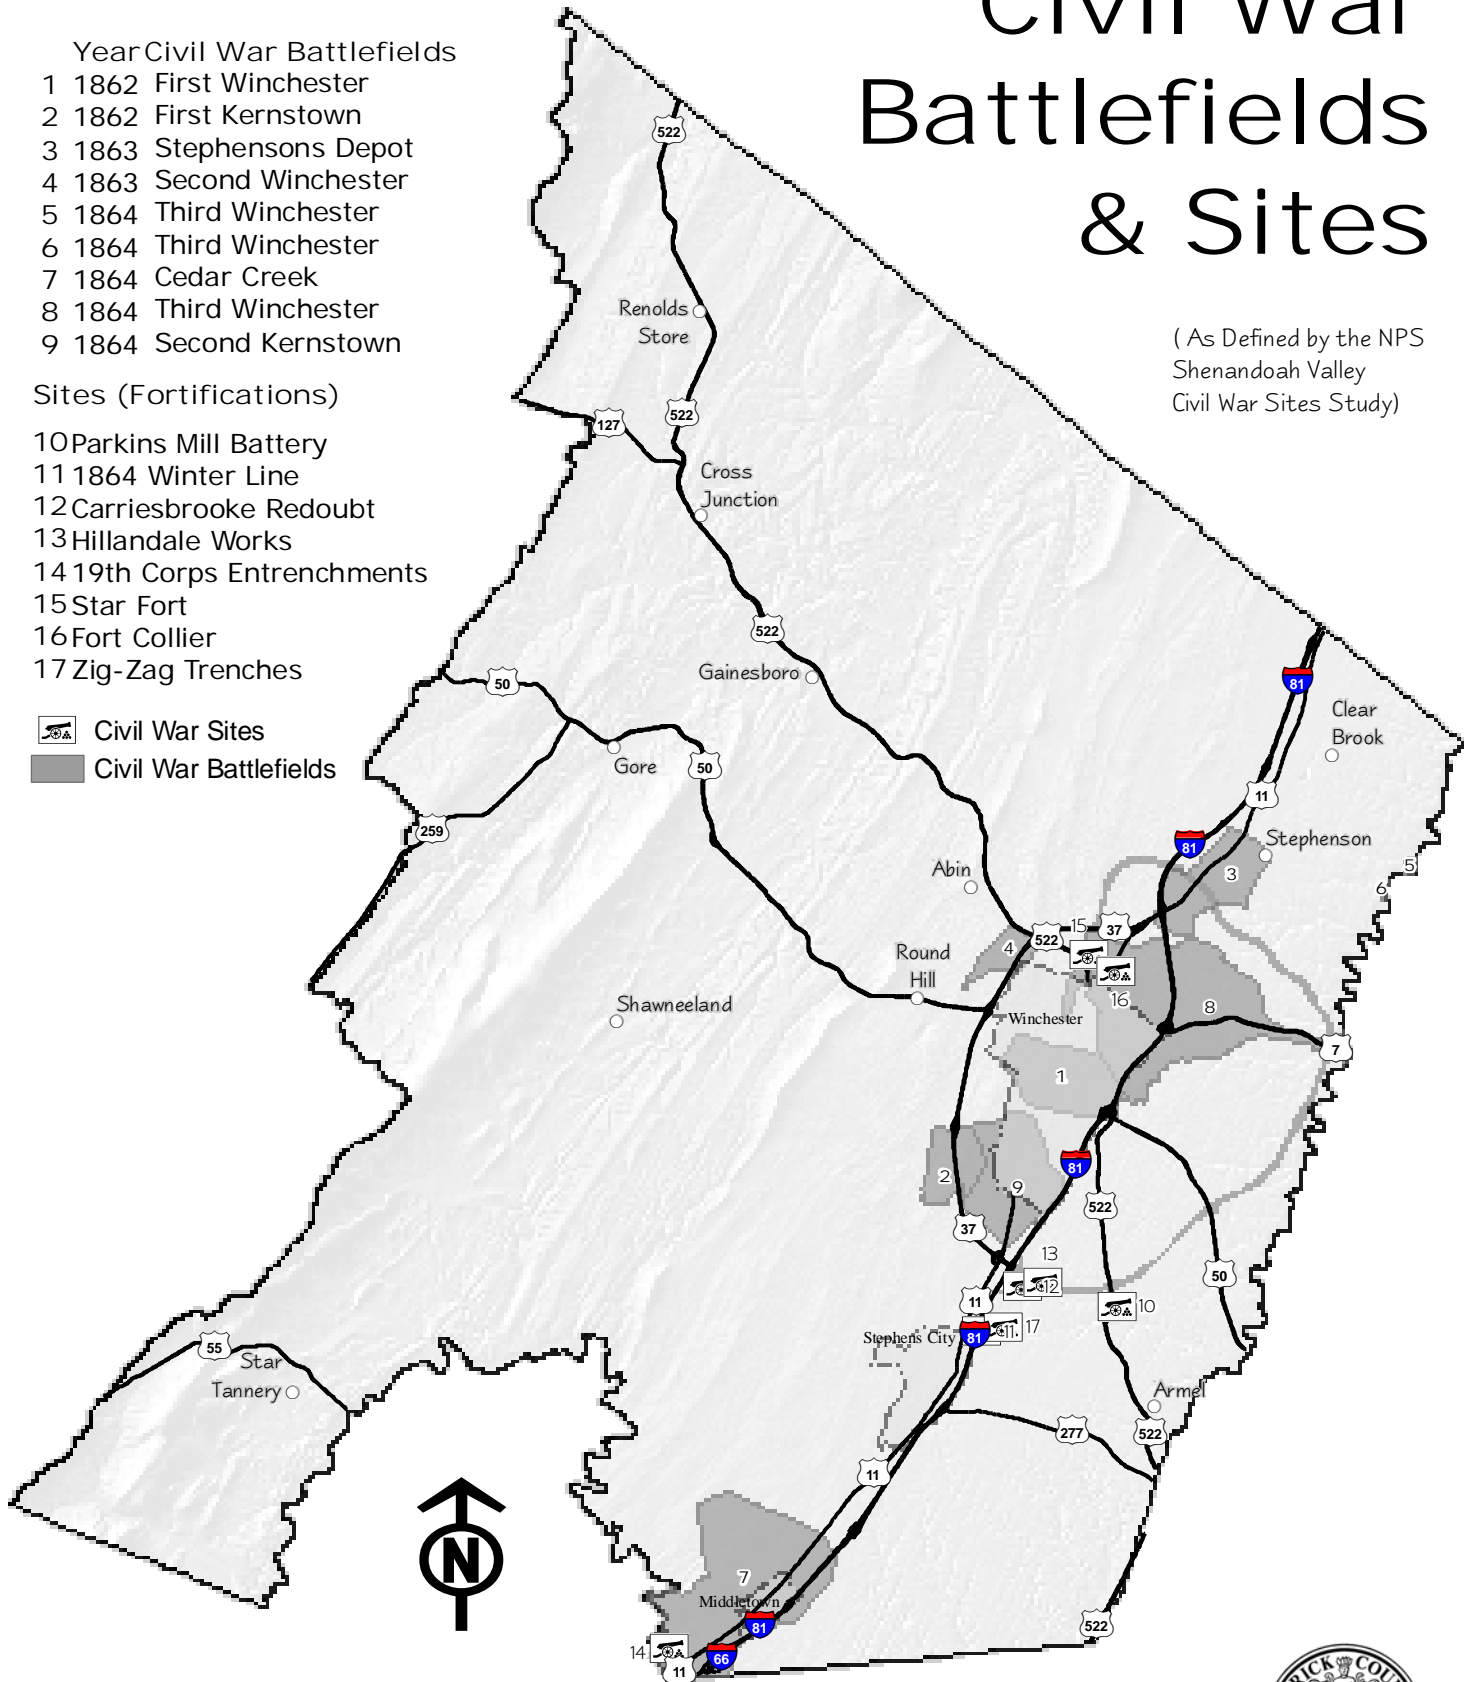 Civil War
Battlefields
& Sites
( As Defined by the NPS
Shenandoah Valley
Civil War Sites Study)
Year Civil War Battlefields
1 1862 First Winchester
2 1862 First Kernstown
3 1863 Stephensons Depot
4 1863 Second Winchester
5 1864 Third Winchester
6 1864 Third Winchester
7 1864 Cedar Creek
8 1864 Third Winchester
9 1864 Second Kernstown
Sites (Fortifications)
10 Parkins Mill Battery
11 1864 Winter Line
12 Carriesbrooke Redoubt
13 Hillandale Works
14 19th Corps Entrenchments
15 Star Fort
16 Fort Collier
17 Zig-Zag Trenches
Civil War Sites
Civil War Battlefields
522
Renolds
Store
127
522
Cross
Junction
522
Gainesboro
50
Gore
50
259
81
Clear
Brook
11
81
Stephenson
3
5
6
Abin
15
37
522
4
16
Round
Hill
8
Shawneeland
Winchester
7
1
81
2
9
522
37
13
12
50
11
10
17
11
81
Stephens City
55
Star
Tannery
Armel
277
522
11
7
Middletown
81
522
14
66
11
N
RICK COU